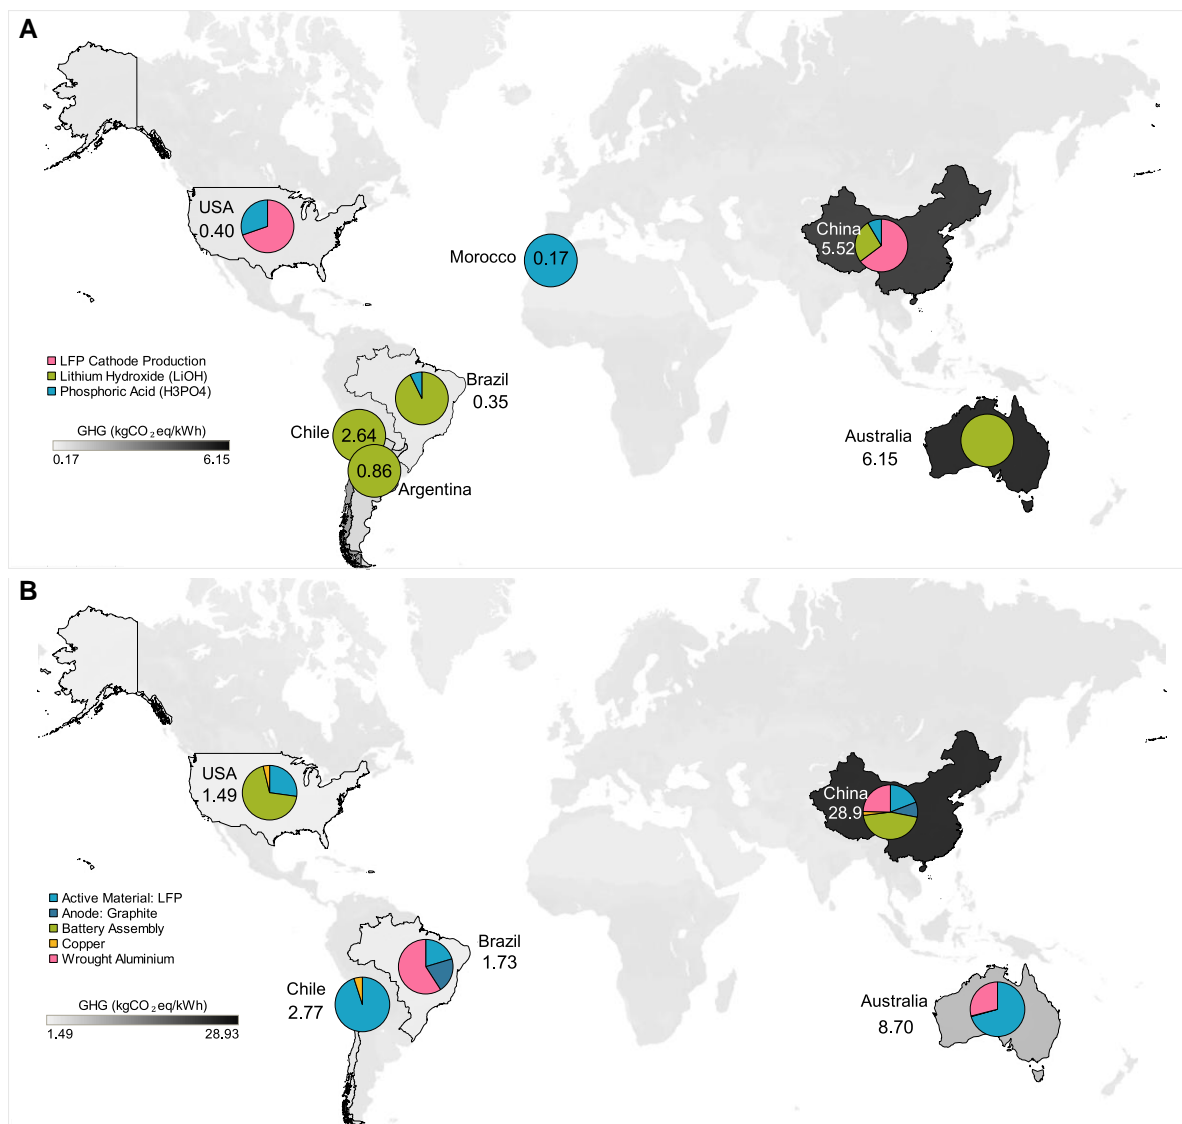 A
USA
0.40
Morocco
0.17
China
5.52
LFP Cathode Production
Lithium Hydroxide (LiOH)
Phosphoric Acid (H3PO4)
Brazil
0.35
GHG (kgCO2eq/kWh)
0.17 6.15
Chile
2.64
0.86
Argentina
Australia
6.15
B
USA
1.49
China
28.9
Active Material: LFP
Anode: Graphite
Battery Assembly
Copper
Wrought Aluminium
Brazil
1.73
Chile
2.77
GHG (kgCO2eq/kWh)
1.49 28.93
Australia
8.70